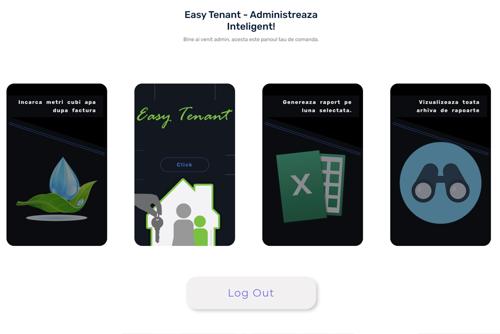 Easy Tenant - Administreaza
Inteligent!
Bine ai venit admin, acesta este panoul tau de comanda.
Incarca metri cubi apa
dupa factura
Easy Tenant
Click
Genereaza raport pe
luna selectata.
Vizualizeaza toata
arhiva de rapoarte
X
Log Out